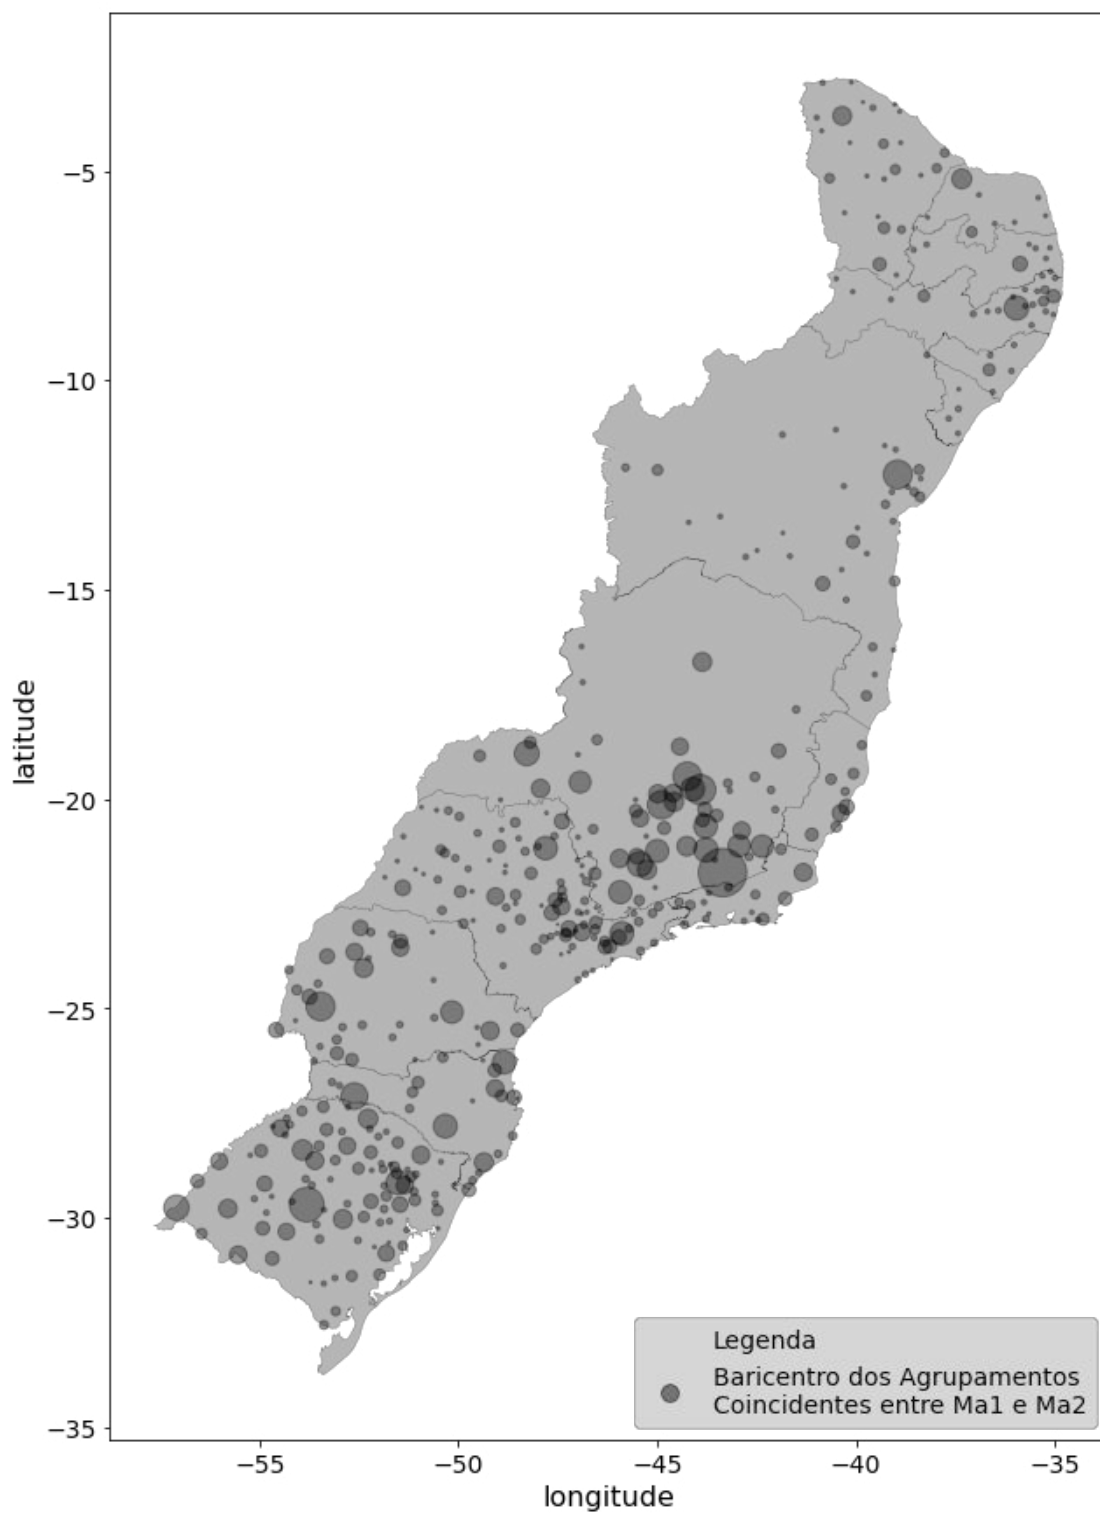 −5
−10
−15
−20
−25
−30
−35
latitude
Legenda
Baricentro dos Agrupamentos
Coincidentes entre Ma1 e Ma2
−55 −50 −45 −40 −35
longitude